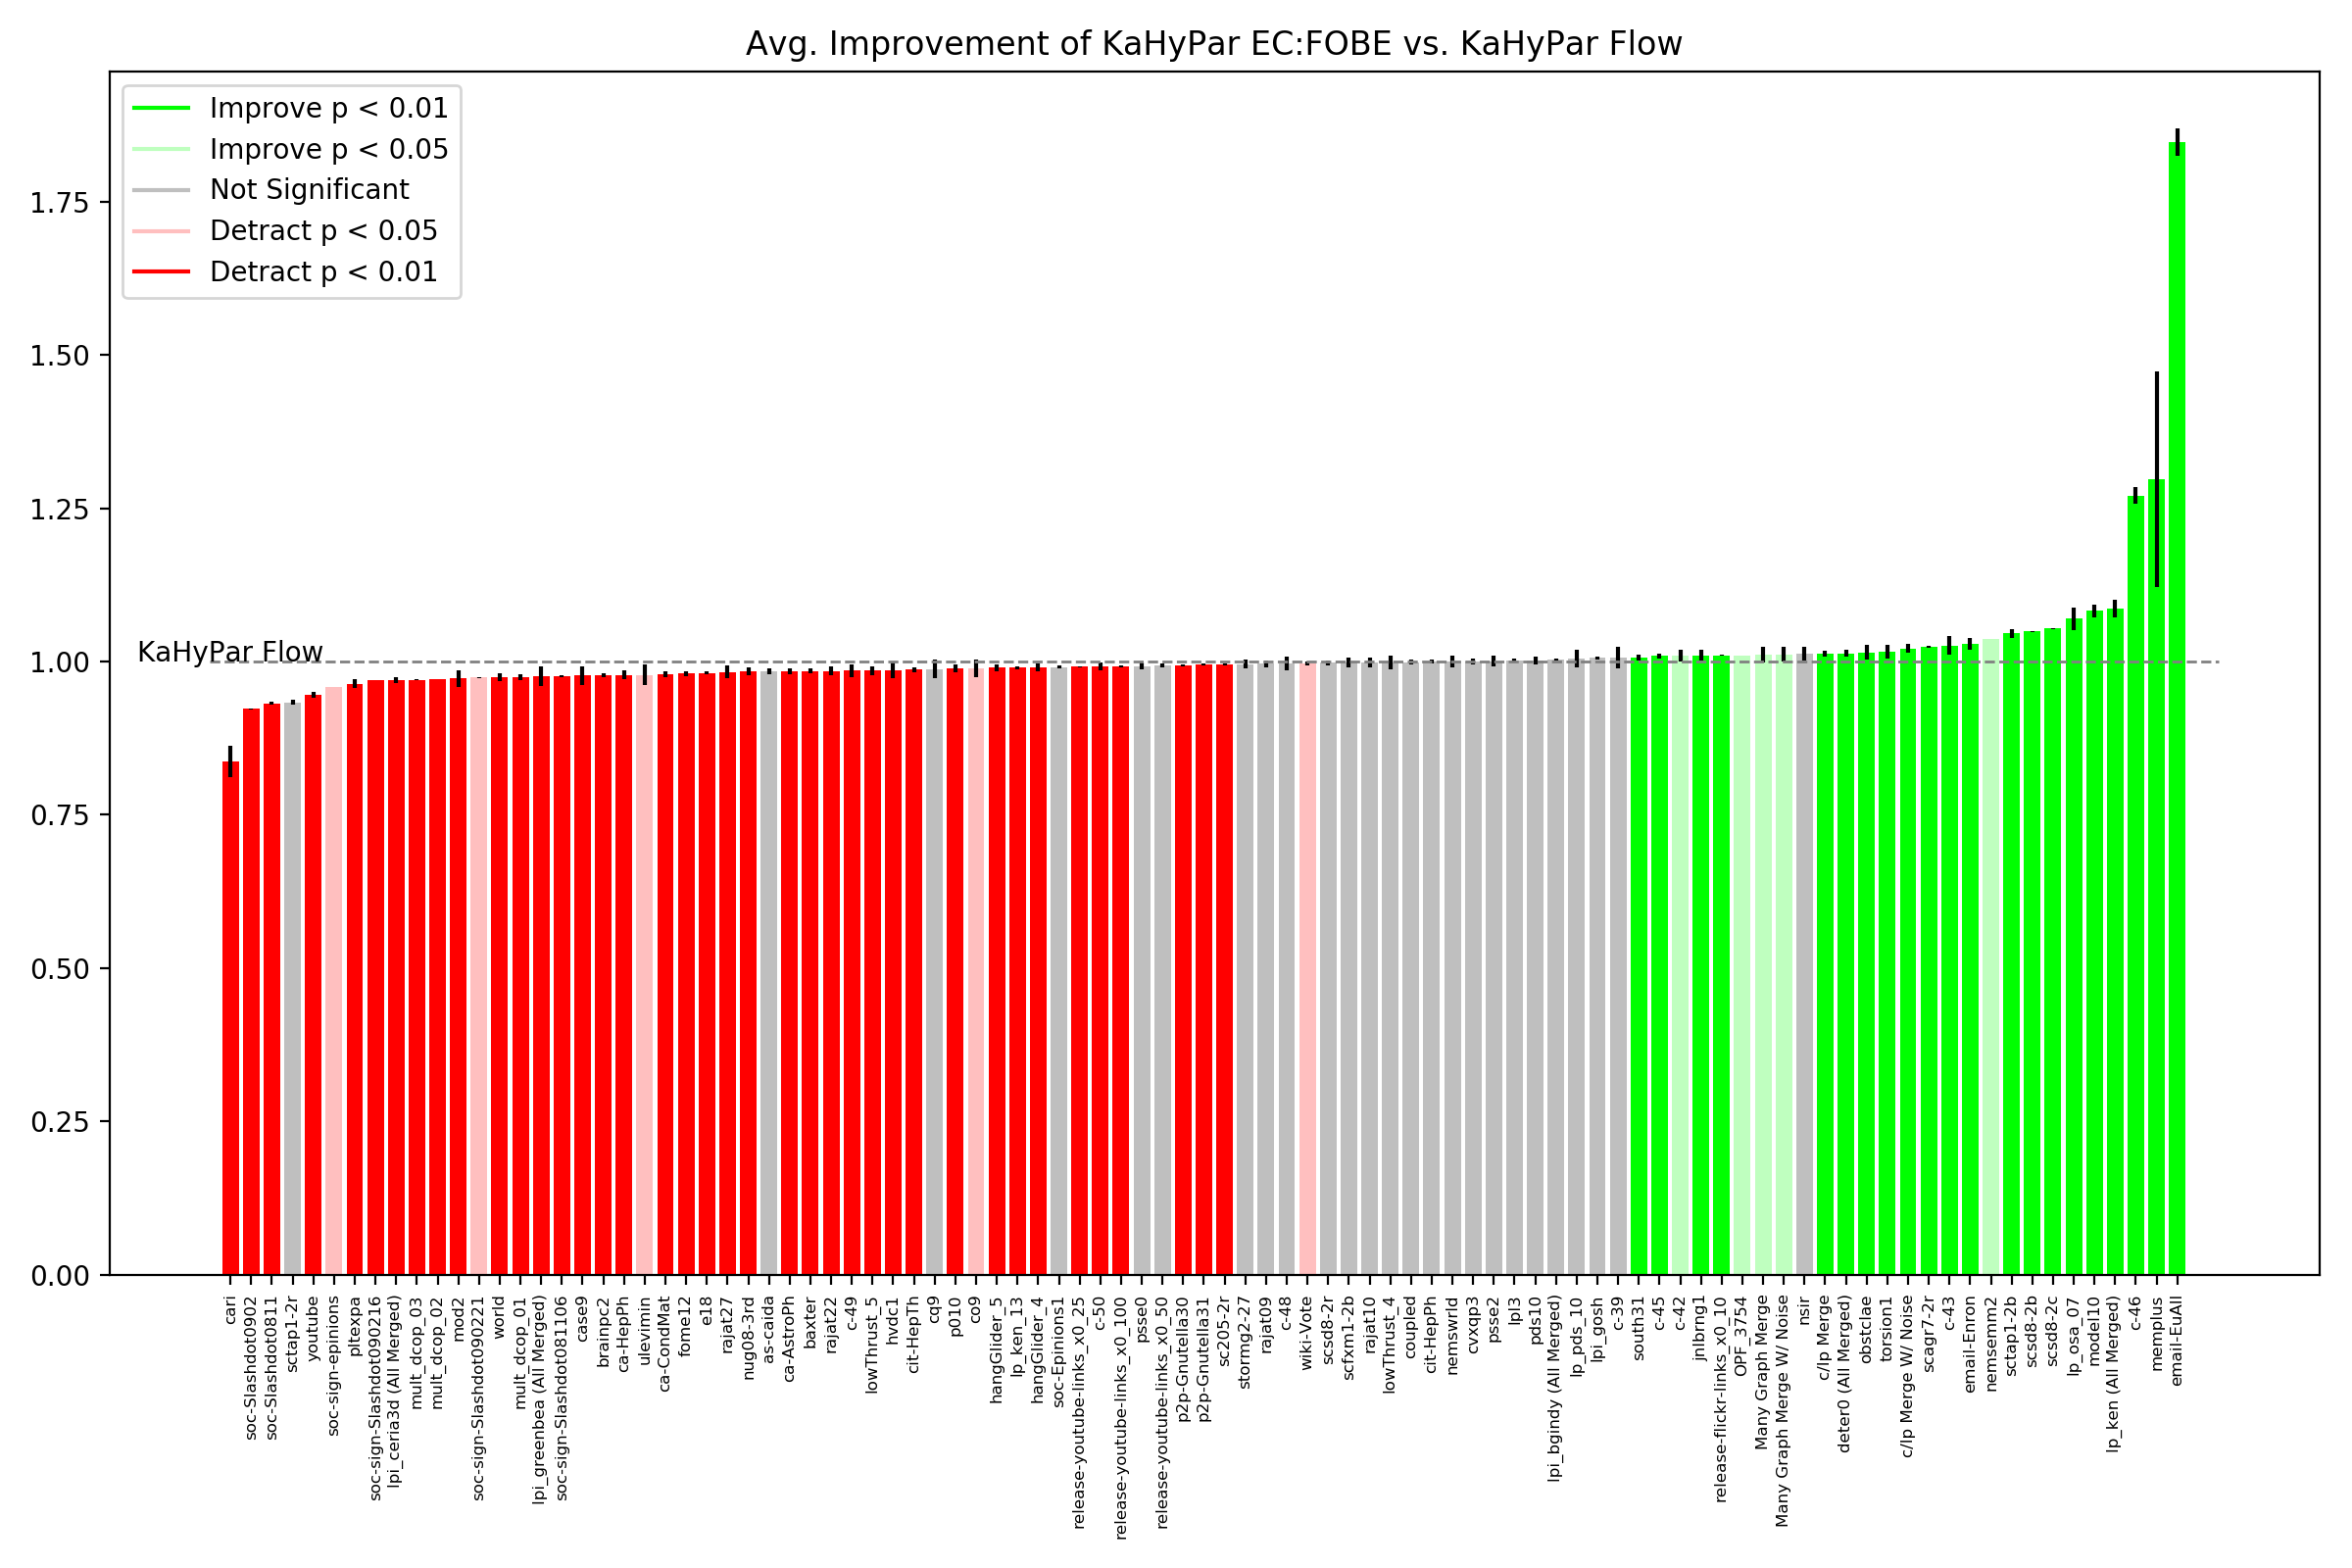 Avg. Improvement of KaHyPar EC:FOBE vs. KaHyPar Flow
Improve p < 0.01
Improve p < 0.05
Not Significant
Detract p < 0.05
Detract p < 0.01
1.75
1.50
1.25
1.00
0.75
0.50
0.25
0.00
KaHyPar Flow
cari
soc-Slashdot0902
soc-Slashdot0811
sctap1-2r
youtube
soc-sign-epinions
pltexpa
soc-sign-Slashdot090216
lpi_ceria3d (All Merged)
mult_dcop_03
mult_dcop_02
mod2
soc-sign-Slashdot090221
world
mult_dcop_01
lpi_greenbea (All Merged)
soc-sign-Slashdot081106
case9
brainpc2
ca-HepPh
ulevimin
ca-CondMat
fome12
e18
rajat27
nug08-3rd
as-caida
ca-AstroPh
baxter
rajat22
c-49
lowThrust_5
hvdc1
cit-HepTh
cq9
p010
co9
hangGlider_5
lp_ken_13
hangGlider_4
soc-Epinions1
release-youtube-links_x0_25
c-50
release-youtube-links_x0_100
psse0
release-youtube-links_x0_50
p2p-Gnutella30
p2p-Gnutella31
sc205-2r
stormg2-27
rajat09
c-48
wiki-Vote
scsd8-2r
scfxm1-2b
rajat10
lowThrust_4
coupled
cit-HepPh
nemswrld
cvxqp3
psse2
lpl3
pds10
lpi_bgindy (All Merged)
lp_pds_10
lpi_gosh
c-39
south31
c-45
c-42
jnlbrng1
release-flickr-links_x0_10
OPF_3754
Many Graph Merge
Many Graph Merge W/ Noise
nsir
c/lp Merge
deter0 (All Merged)
obstclae
torsion1
c/lp Merge W/ Noise
scagr7-2r
c-43
email-Enron
nemsemm2
sctap1-2b
scsd8-2b
scsd8-2c
lp_osa_07
model10
lp_ken (All Merged)
c-46
memplus
email-EuAll